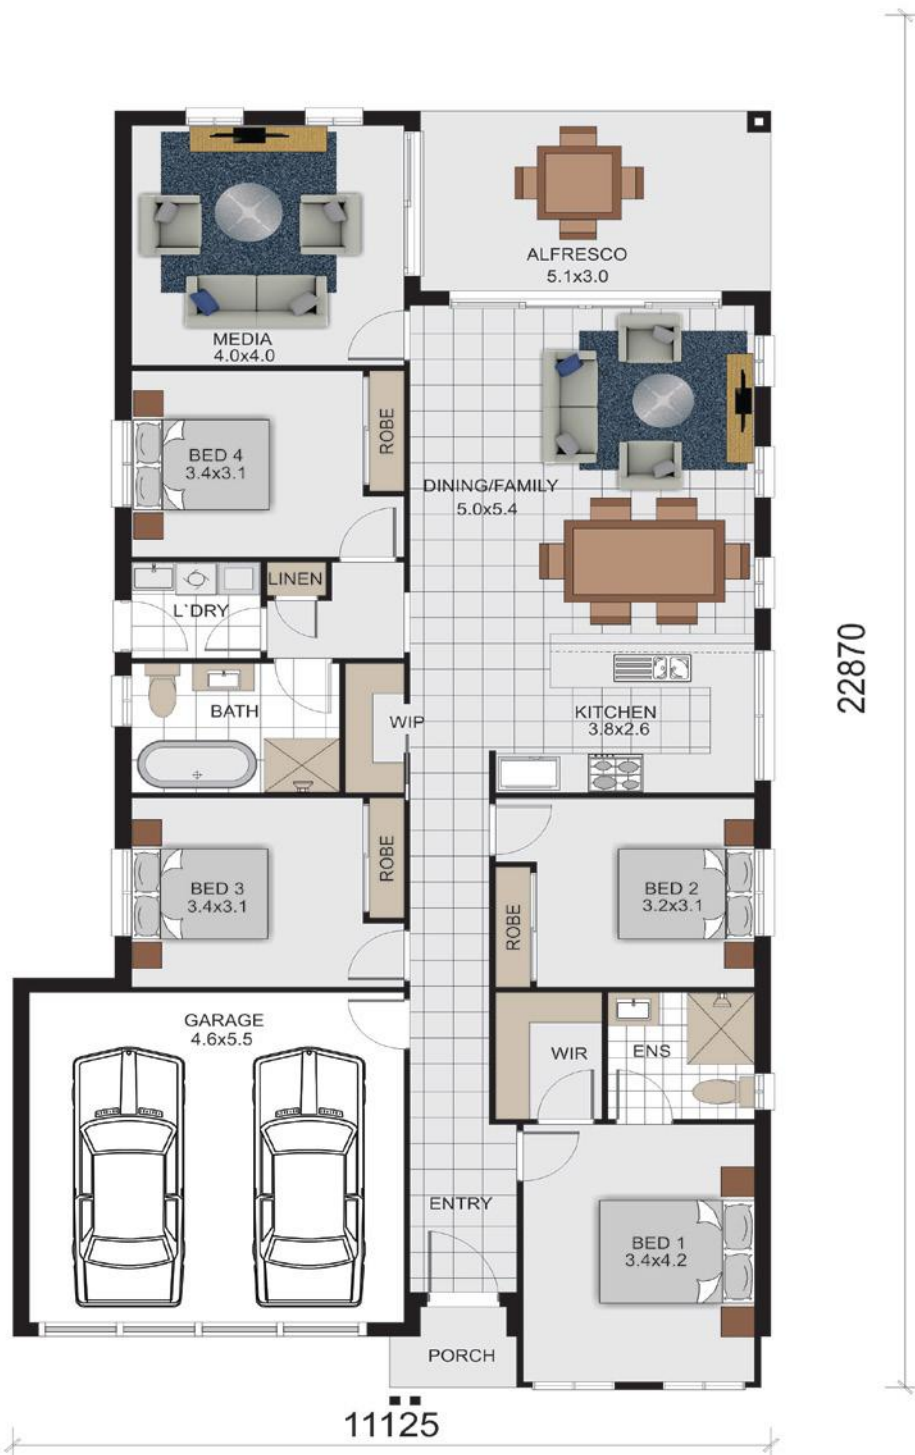 ALFRESCO
5.1x3.0
MEDIA
4.0x4.0
ROBE
BED 4
3.4x3.1
DINING/FAMILY
5.0x5.4
LINEN
L`DRY
22870
BATH
WIP
KITCHEN
3.8x2.6
ROBE
BED 3
3.4x3.1
BED 2
3.2x3.1
ROBE
GARAGE
4.6x5.5
WIR
ENS
ENTRY
BED 1
3.4x4.2
PORCH
11125